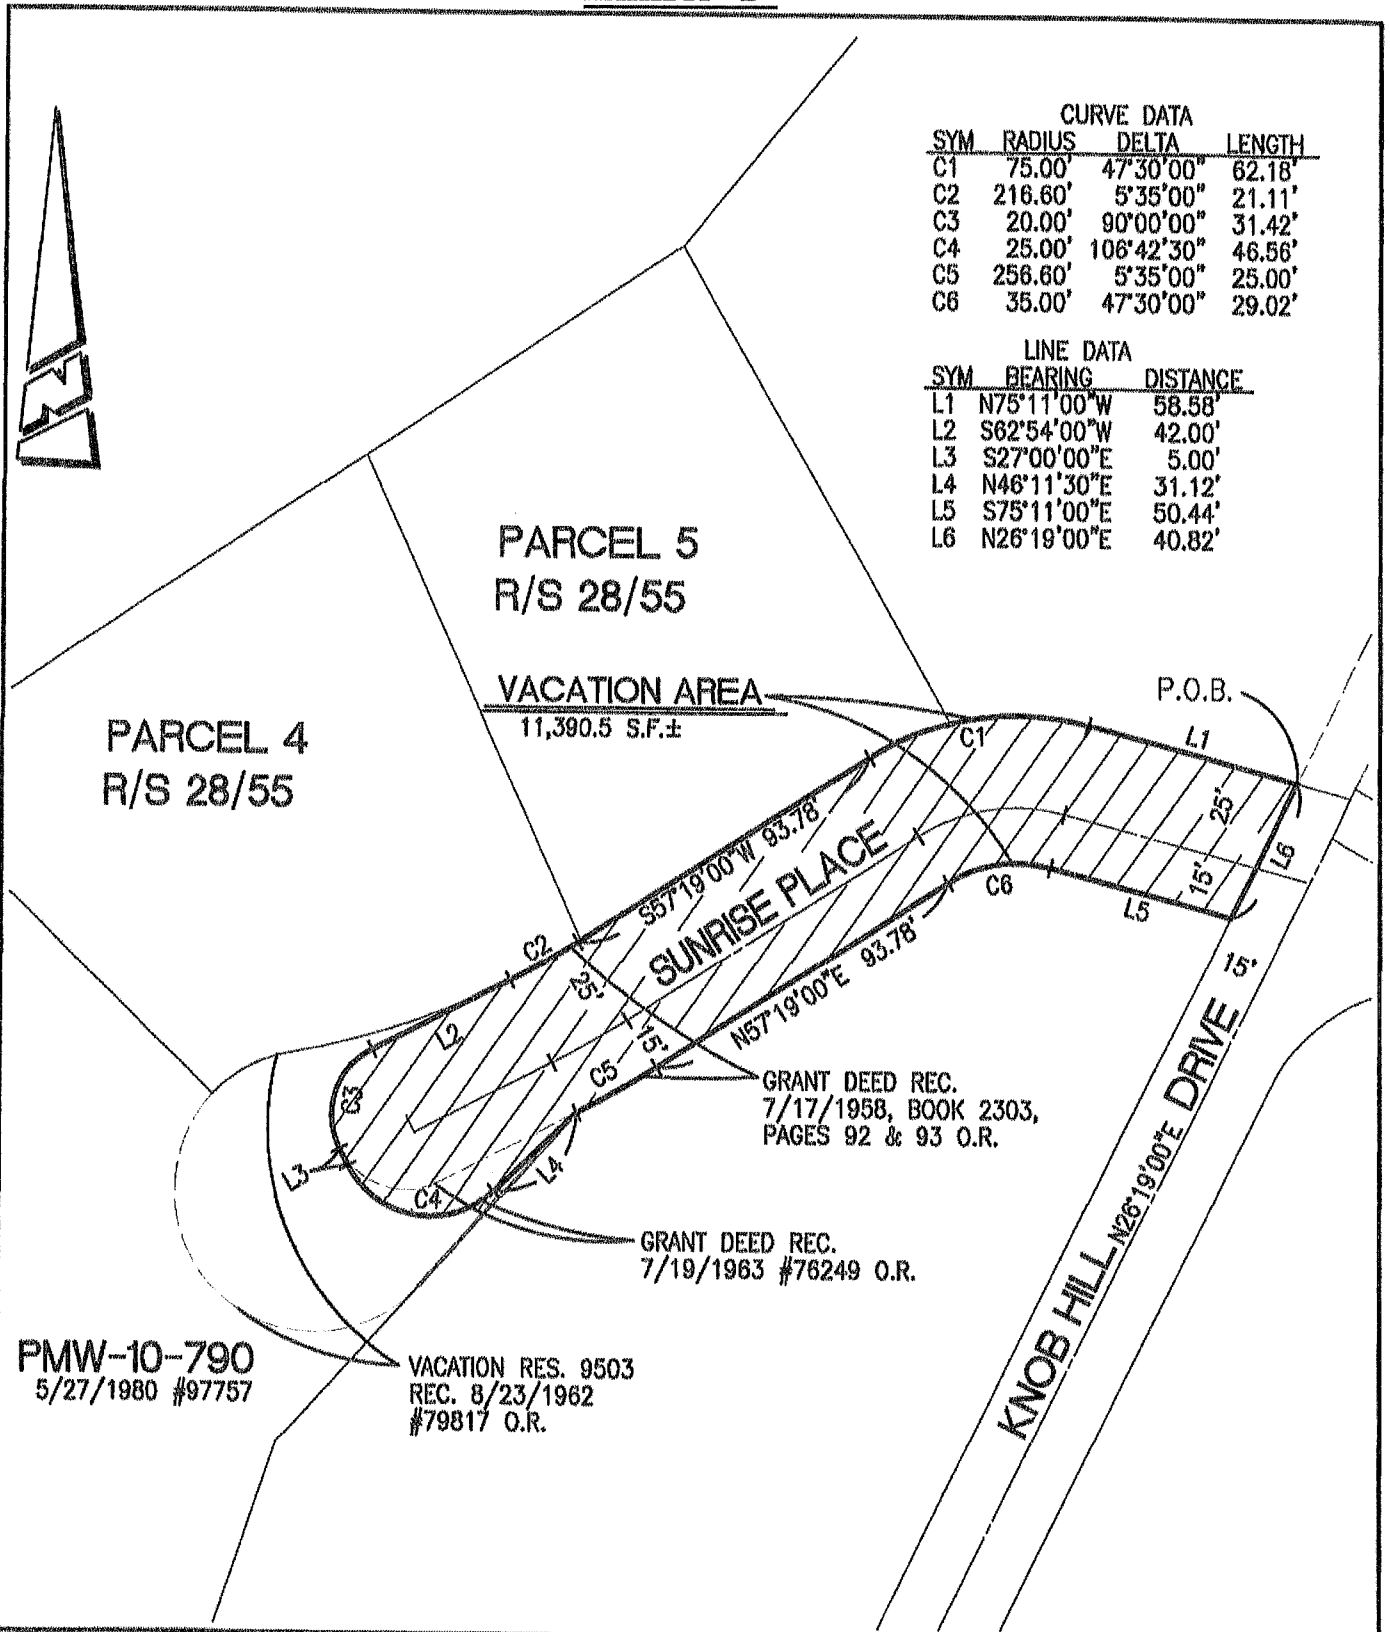 CURVE DATA
SYM RADIUS DELTA LENGTH
C1 75.00' 47°30'00" 62.18'
C2 216.60' 5°35'00" 21.11'
C3 20.00' 90°00'00" 31.42'
C4 25.00' 106°42'30" 46.56'
C5 256.60' 5°35'00" 25.00'
C6 35.00' 47°30'00" 29.02'
LINE DATA
SYM BEARING DISTANCE
L1 N75°11'00"W 58.58'
L2 S62°54'00"W 42.00'
L3 S27°00'00"E 5.00'
L4 N46°11'30"E 31.12'
L5 S75°11'00"E 50.44'
L6 N26°19'00"E 40.82'
N
PARCEL 5
R/S 28/55
VACATION AREA
11,390.5 S.F.±
P.O.B.
PARCEL 4
R/S 28/55
C1
L1
25'
L6
15'
S57°19'00"W 93.78'
SUNRISE PLACE
C6
L5
C2
25'
15'
N57°19'00"E 93.78'
15'
L2
C5
C3
GRANT DEED REC.
7/17/1958, BOOK 2303,
PAGES 92 & 93 O.R.
L3
C4
L4
GRANT DEED REC.
7/19/1963 #76249 O.R.
KNOB HILL N26°19'00"E DRIVE
PMW-10-790
5/27/1980 #97757
VACATION RES. 9503
REC. 8/23/1962
#79817 O.R.